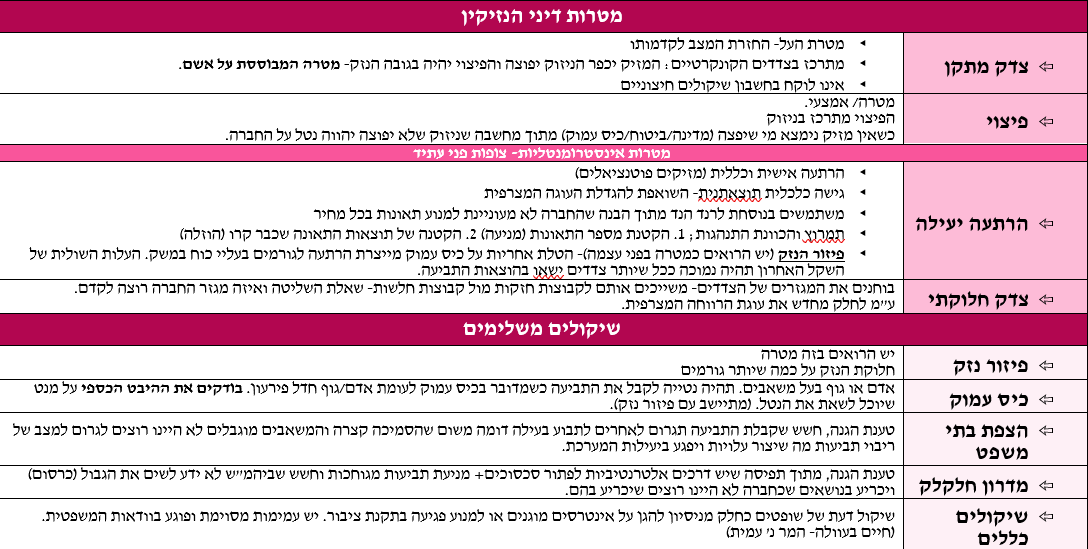 מטרות דיני הנזיקין
צדק מתקן
מטרת העל- החזרת המצב לקדמותו
מתרכז בצדדים הקונקרטיים: המזיק יכפר הניזוק יפוצה והפיצוי יהיה בגובה הנזק- מטרה המבוססת על אשם.
אינו לוקח בחשבון שיקולים חיצוניים
פיצוי
מטרה/ אמצעי.
הפיצוי מתרכז בניזוק
כשאין מזיק נימצא מי שיפצה (מדינה/ביטוח/כיס עמוק) מתוך מחשבה שניזוק שלא יפוצה יהווה נטל על החברה.
מטרות אינסטרומנטליות- צופות פני עתיד
הרתעה יעילה
הרתעה אישית וכללית (מזיקים פוטנציאלים)
גישה כלכלית תוצאתנית- השואפת להגדלת העוגה המצרפית
משתמשים בנוסחת לרנד הנד מתוך הבנה שהחברה לא מעוניינת למנוע תאונות בכל מחיר
תמרוץ והכוונת התנהגות; 1. הקטנת מספר התאונות (מניעה) 2. הקטנה של תוצאות התאונה שכבר קרו (הוזלה)
פיזור הנזק (יש הרואים כמטרה בפני עצמה)- הטלת אחריות על כיס עמוק מייצרת הרתעה לגורמים בעליי כוח במשק. העלות השולית של
השקל האחרון תהיה נמוכה ככל שיותר צדדים ישאו בהוצאות התביעה.
צדק חלוקתי
בוחנים את המגזרים של הצדדים- משייכים אותם לקבוצות חזקות מול קבוצות חלשות- שאלת השליטה ואיזה מגזר החברה רוצה לקדם.
ע״מ לחלק מחדש את עוגת הרווחה המצרפית.
שיקולים משלימים
פיזור נזק
יש הרואים בזה מטרה
חלוקת הנזק על כמה שיותר גורמים
כיס עמוק
אדם או גוף בעל משאבים. תהיה נטייה לקבל את התביעה כשמדובר בכיס עמוק לעומת אדם/גוף חדל פירעון. בודקים את ההיבט הכספי על מנט
שיוכל לשאת את הנטל. (מתיישב עם פיזור נזק).
הצפת בתי
משפט
טענת הגנה, חשש שקבלת התביעה תגרום לאחרים לתבוע בעילה דומה משום שהסמיכה קצרה והמשאבים מוגבלים לא היינו רוצים לגרום למצב של
ריבוי תביעות מה שיצור עלויות ויפגע ביעילות המערכת.
מדרון חלקלק
טענת הגנה, מתוך תפיסה שיש דרכים אלטרנטיביות לפתור סכסוכים+ מניעת תביעות מגוחכות וחשש שביהמ״ש לא ידע לשים את הגבול (כרסום)
ויכריע בנושאים שכחברה לא היינו רוצים שיכריע בהם.
שיקולים
כללים
שיקול דעת של שופטים כחלק מניסיון להגן על אינטרסים מוגנים או למנוע פגיעה בתקנת ציבור. יש עמימות מסוימת ופוגע בוודאות המשפטית.
(חיים בעוולה- המר נ׳ עמית)